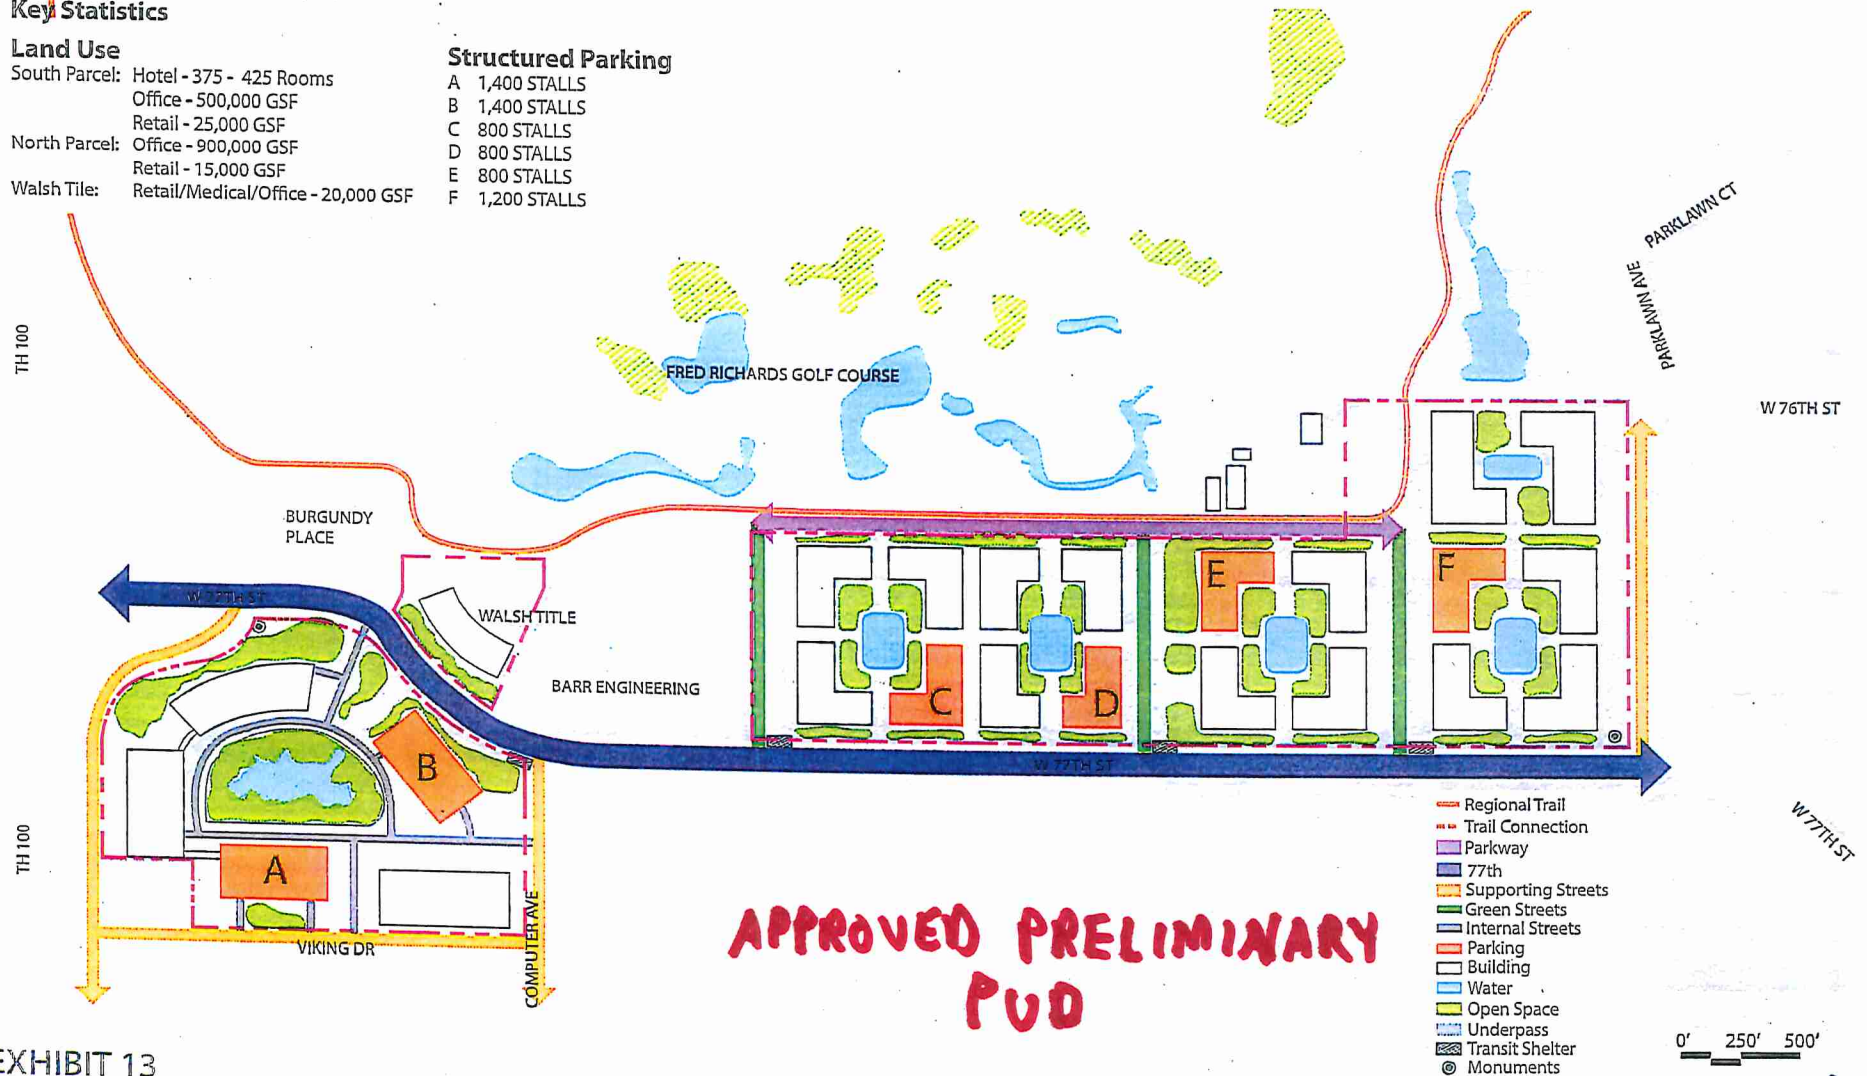 Key Statistics
Land Use
South Parcel: Hotel - 375 - 425 Rooms
Office - 500,000 GSF
Retail - 25,000 GSF
North Parcel: Office - 900,000 GSF
Retail - 15,000 GSF
Walsh Tile: Retail/Medical/Office - 20,000 GSF
Structured Parking
A 1,400 STALLS
B 1,400 STALLS
C 800 STALLS
D 800 STALLS
E 800 STALLS
F 1,200 STALLS
PARKLAWN CT
PARKLAWN AVE
TH 100
FRED RICHARDS GOLF COURSE
W 76TH ST
BURGUNDY
PLACE
W 77TH ST
WALSH TITLE
BARR ENGINEERING
E
F
C
D
B
A
W 77TH ST
TH 100
VIKING DR
COMPUTER AVE
W 77TH ST
APPROVED PRELIMINARY
PUD
Regional Trail
Trail Connection
Parkway
77th
Supporting Streets
Green Streets
Internal Streets
Parking
Building
Water
Open Space
Underpass
Transit Shelter
Monuments
0' 250' 500'
EXHIBIT 13